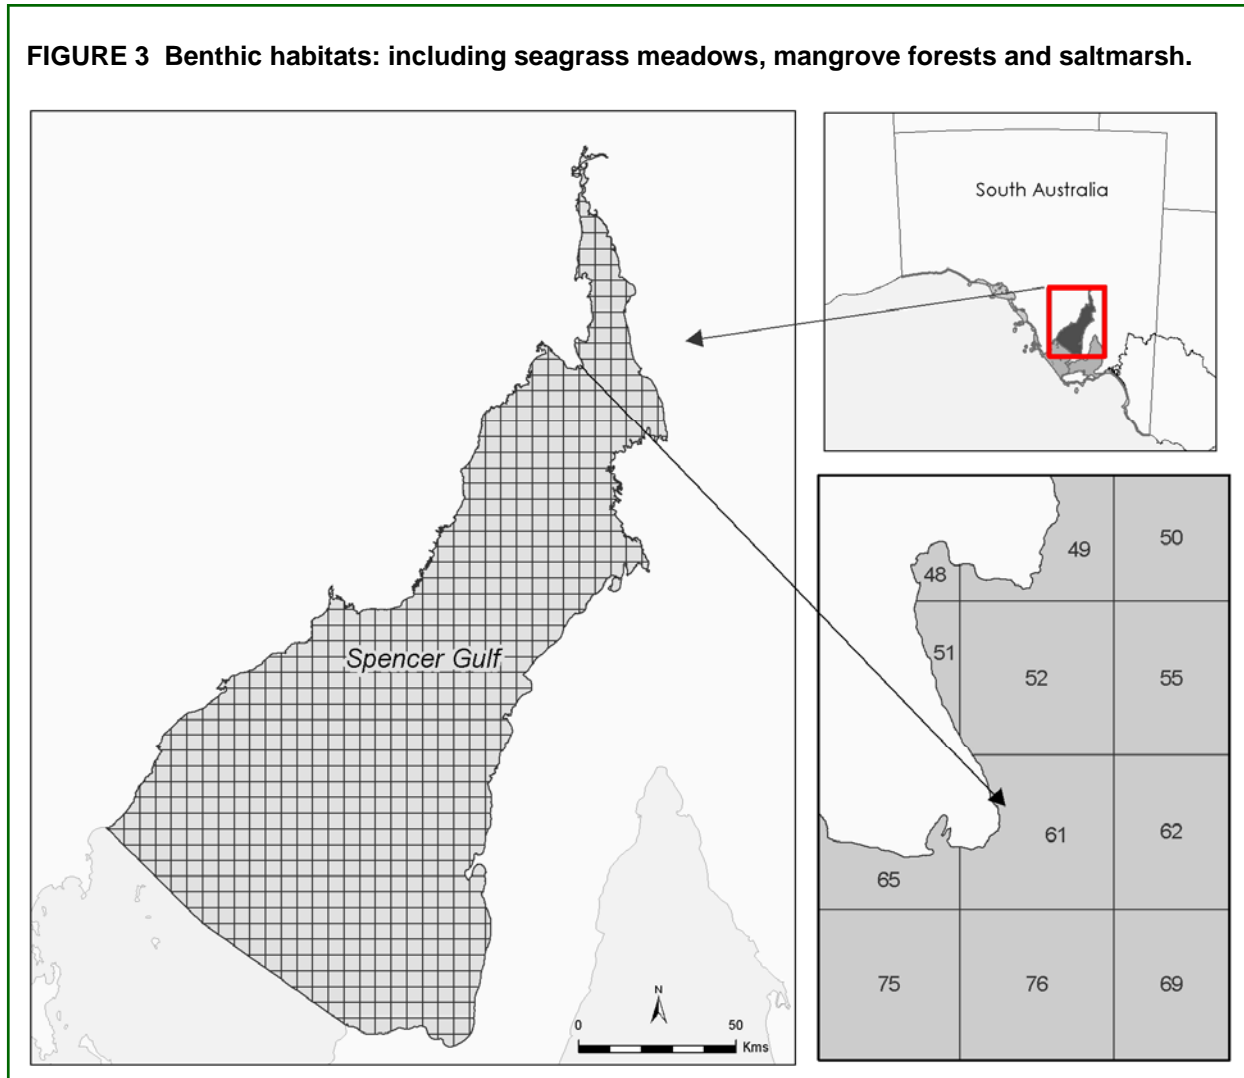 FIGURE 3 Benthic habitats: including seagrass meadows, mangrove forests and saltmarsh.
South Australia
Spencer Gulf
N
0 50
Kms
50
49
48
51
52
55
61
62
65
75
76
69